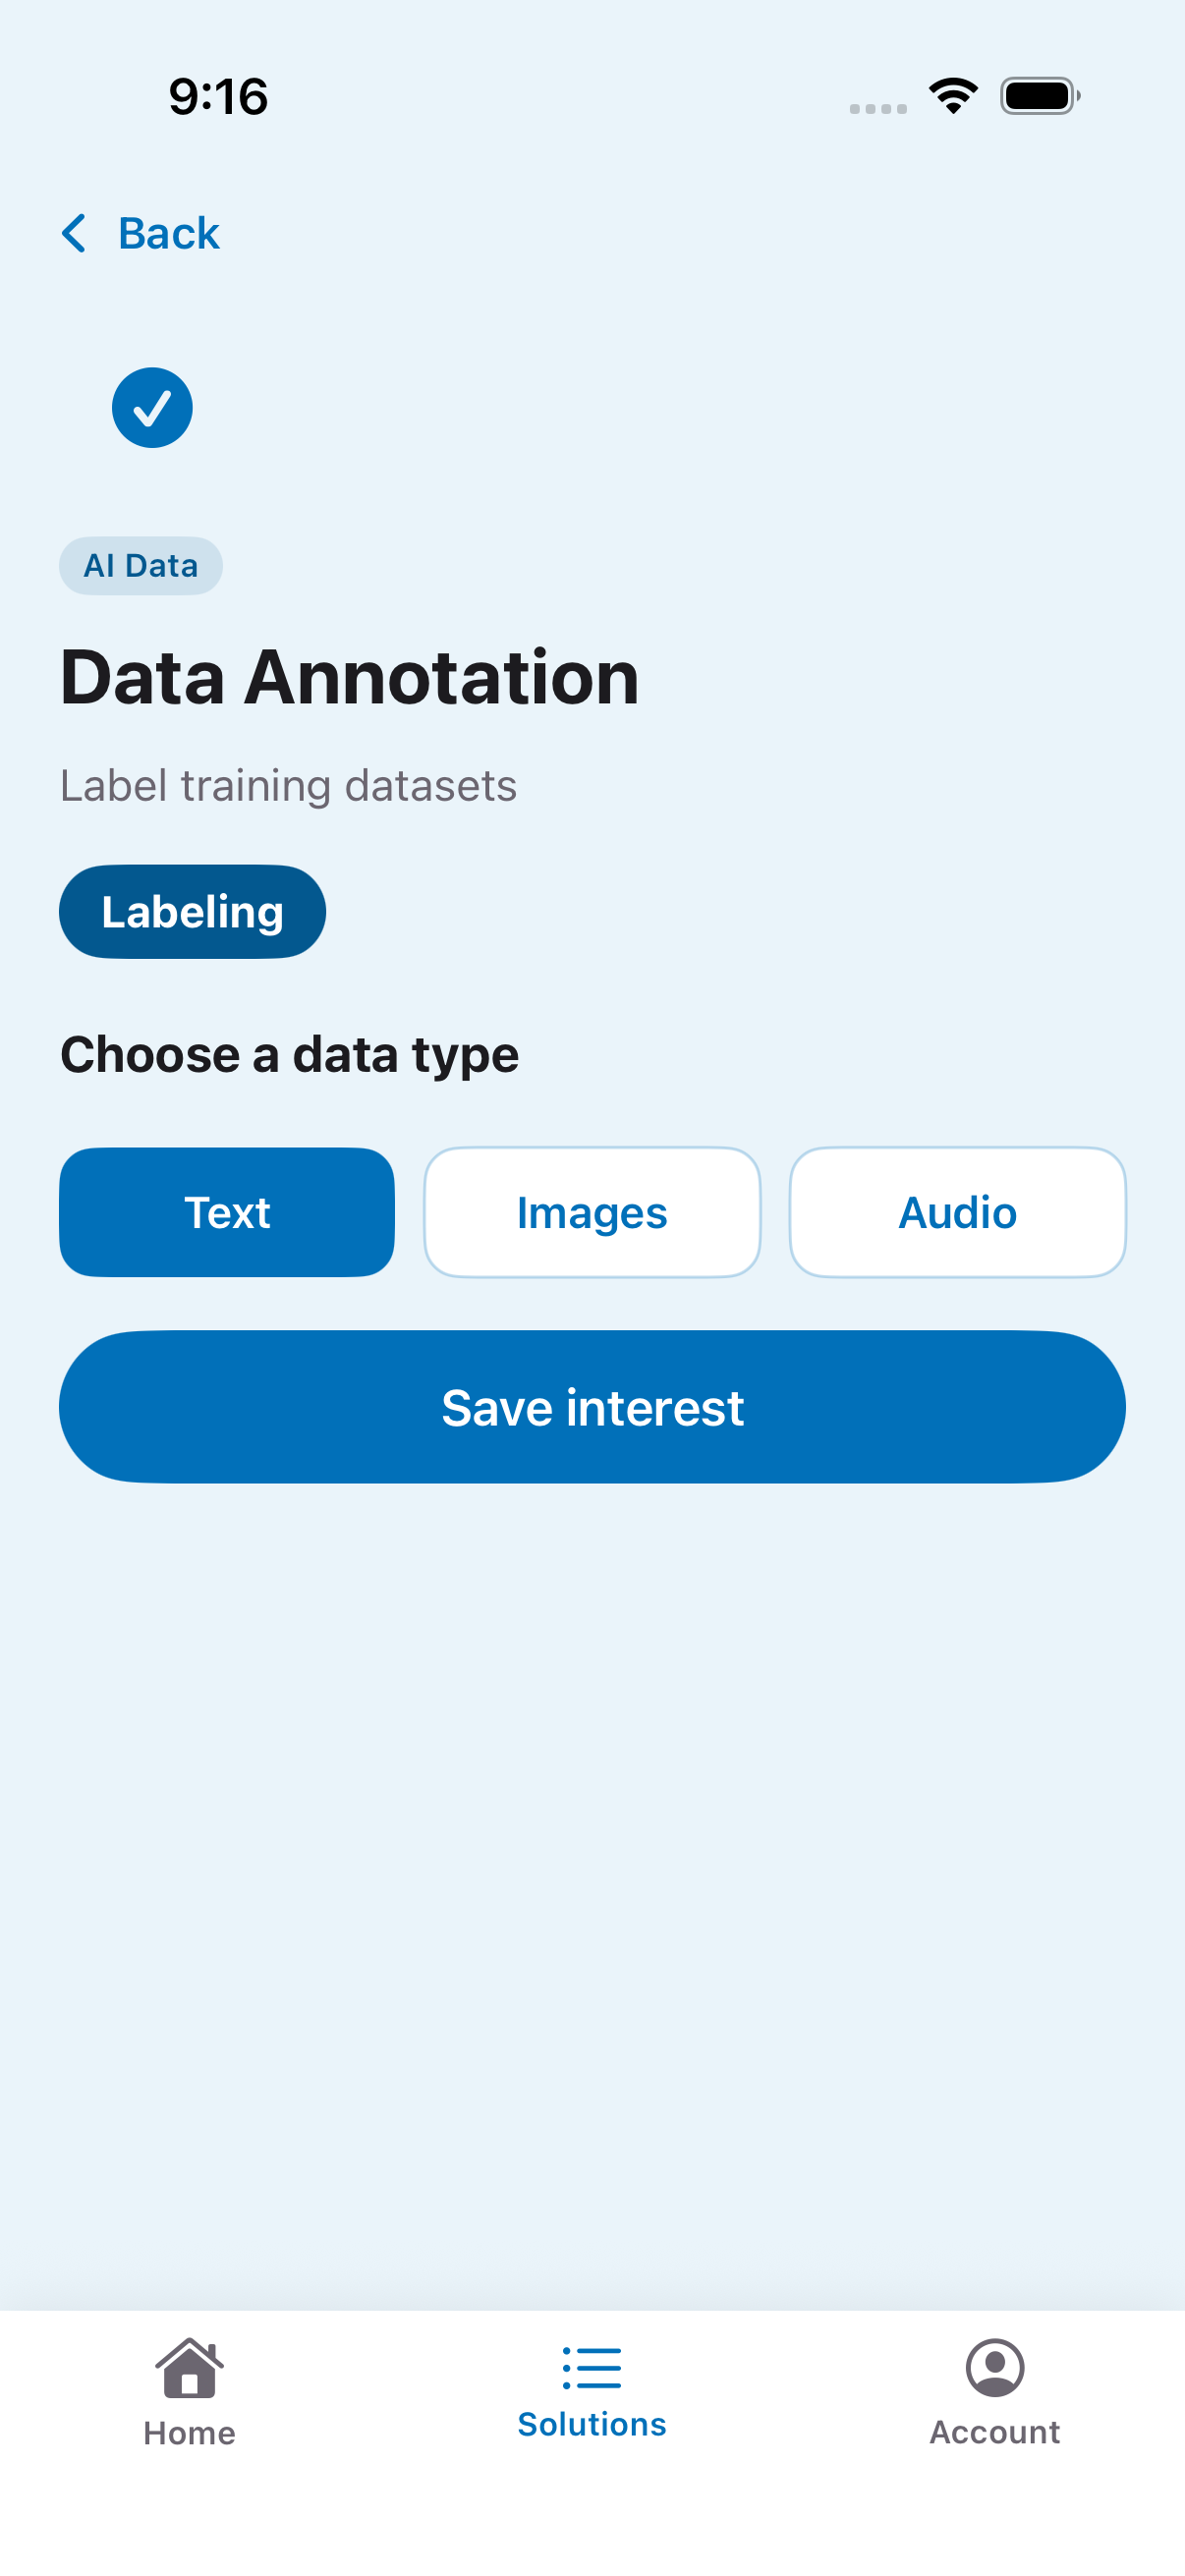 9:16
Back
AI Data
Data Annotation
Label training datasets
Labeling
Choose a data type
Text
Images
Audio
Save interest
Home
Solutions
Account